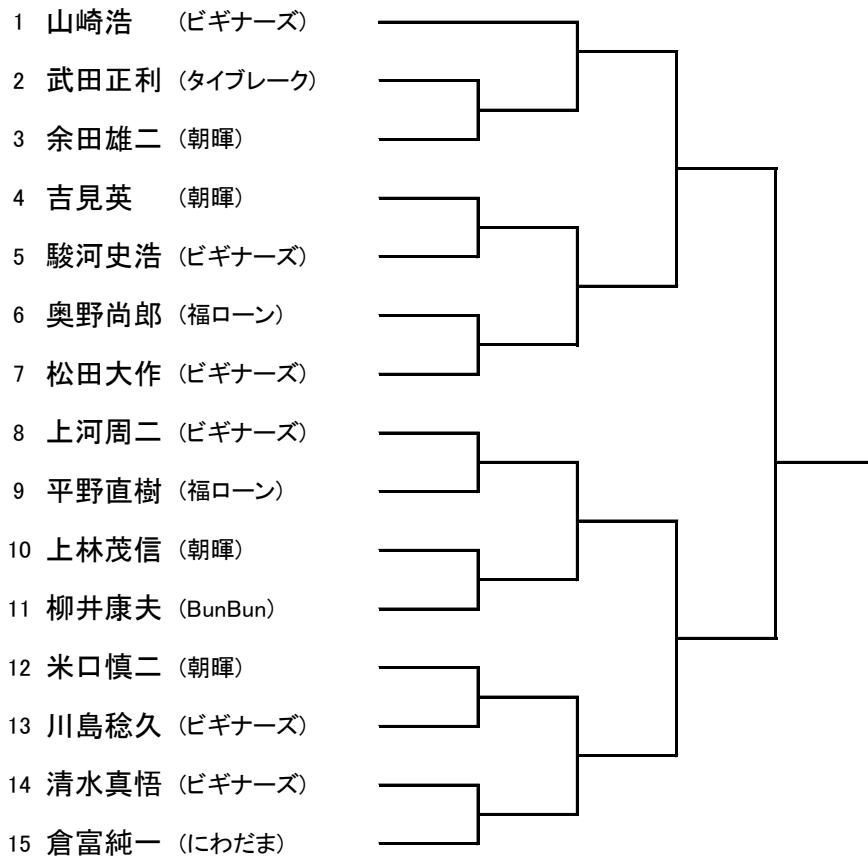 1 山崎浩 (ビギナーズ)
2 武田正利 (タイブレーク)
3 余田雄二 (朝暉)
4 吉見英 (朝暉)
5 駿河史浩 (ビギナーズ)
6 奥野尚郎 (福ローン)
7 松田大作 (ビギナーズ)
8 上河周二 (ビギナーズ)
9 平野直樹 (福ローン)
10 上林茂信 (朝暉)
11 柳井康夫 (BunBun)
12 米口慎二 (朝暉)
13 川島稔久 (ビギナーズ)
14 清水真悟 (ビギナーズ)
15 倉富純一 (にわだま)